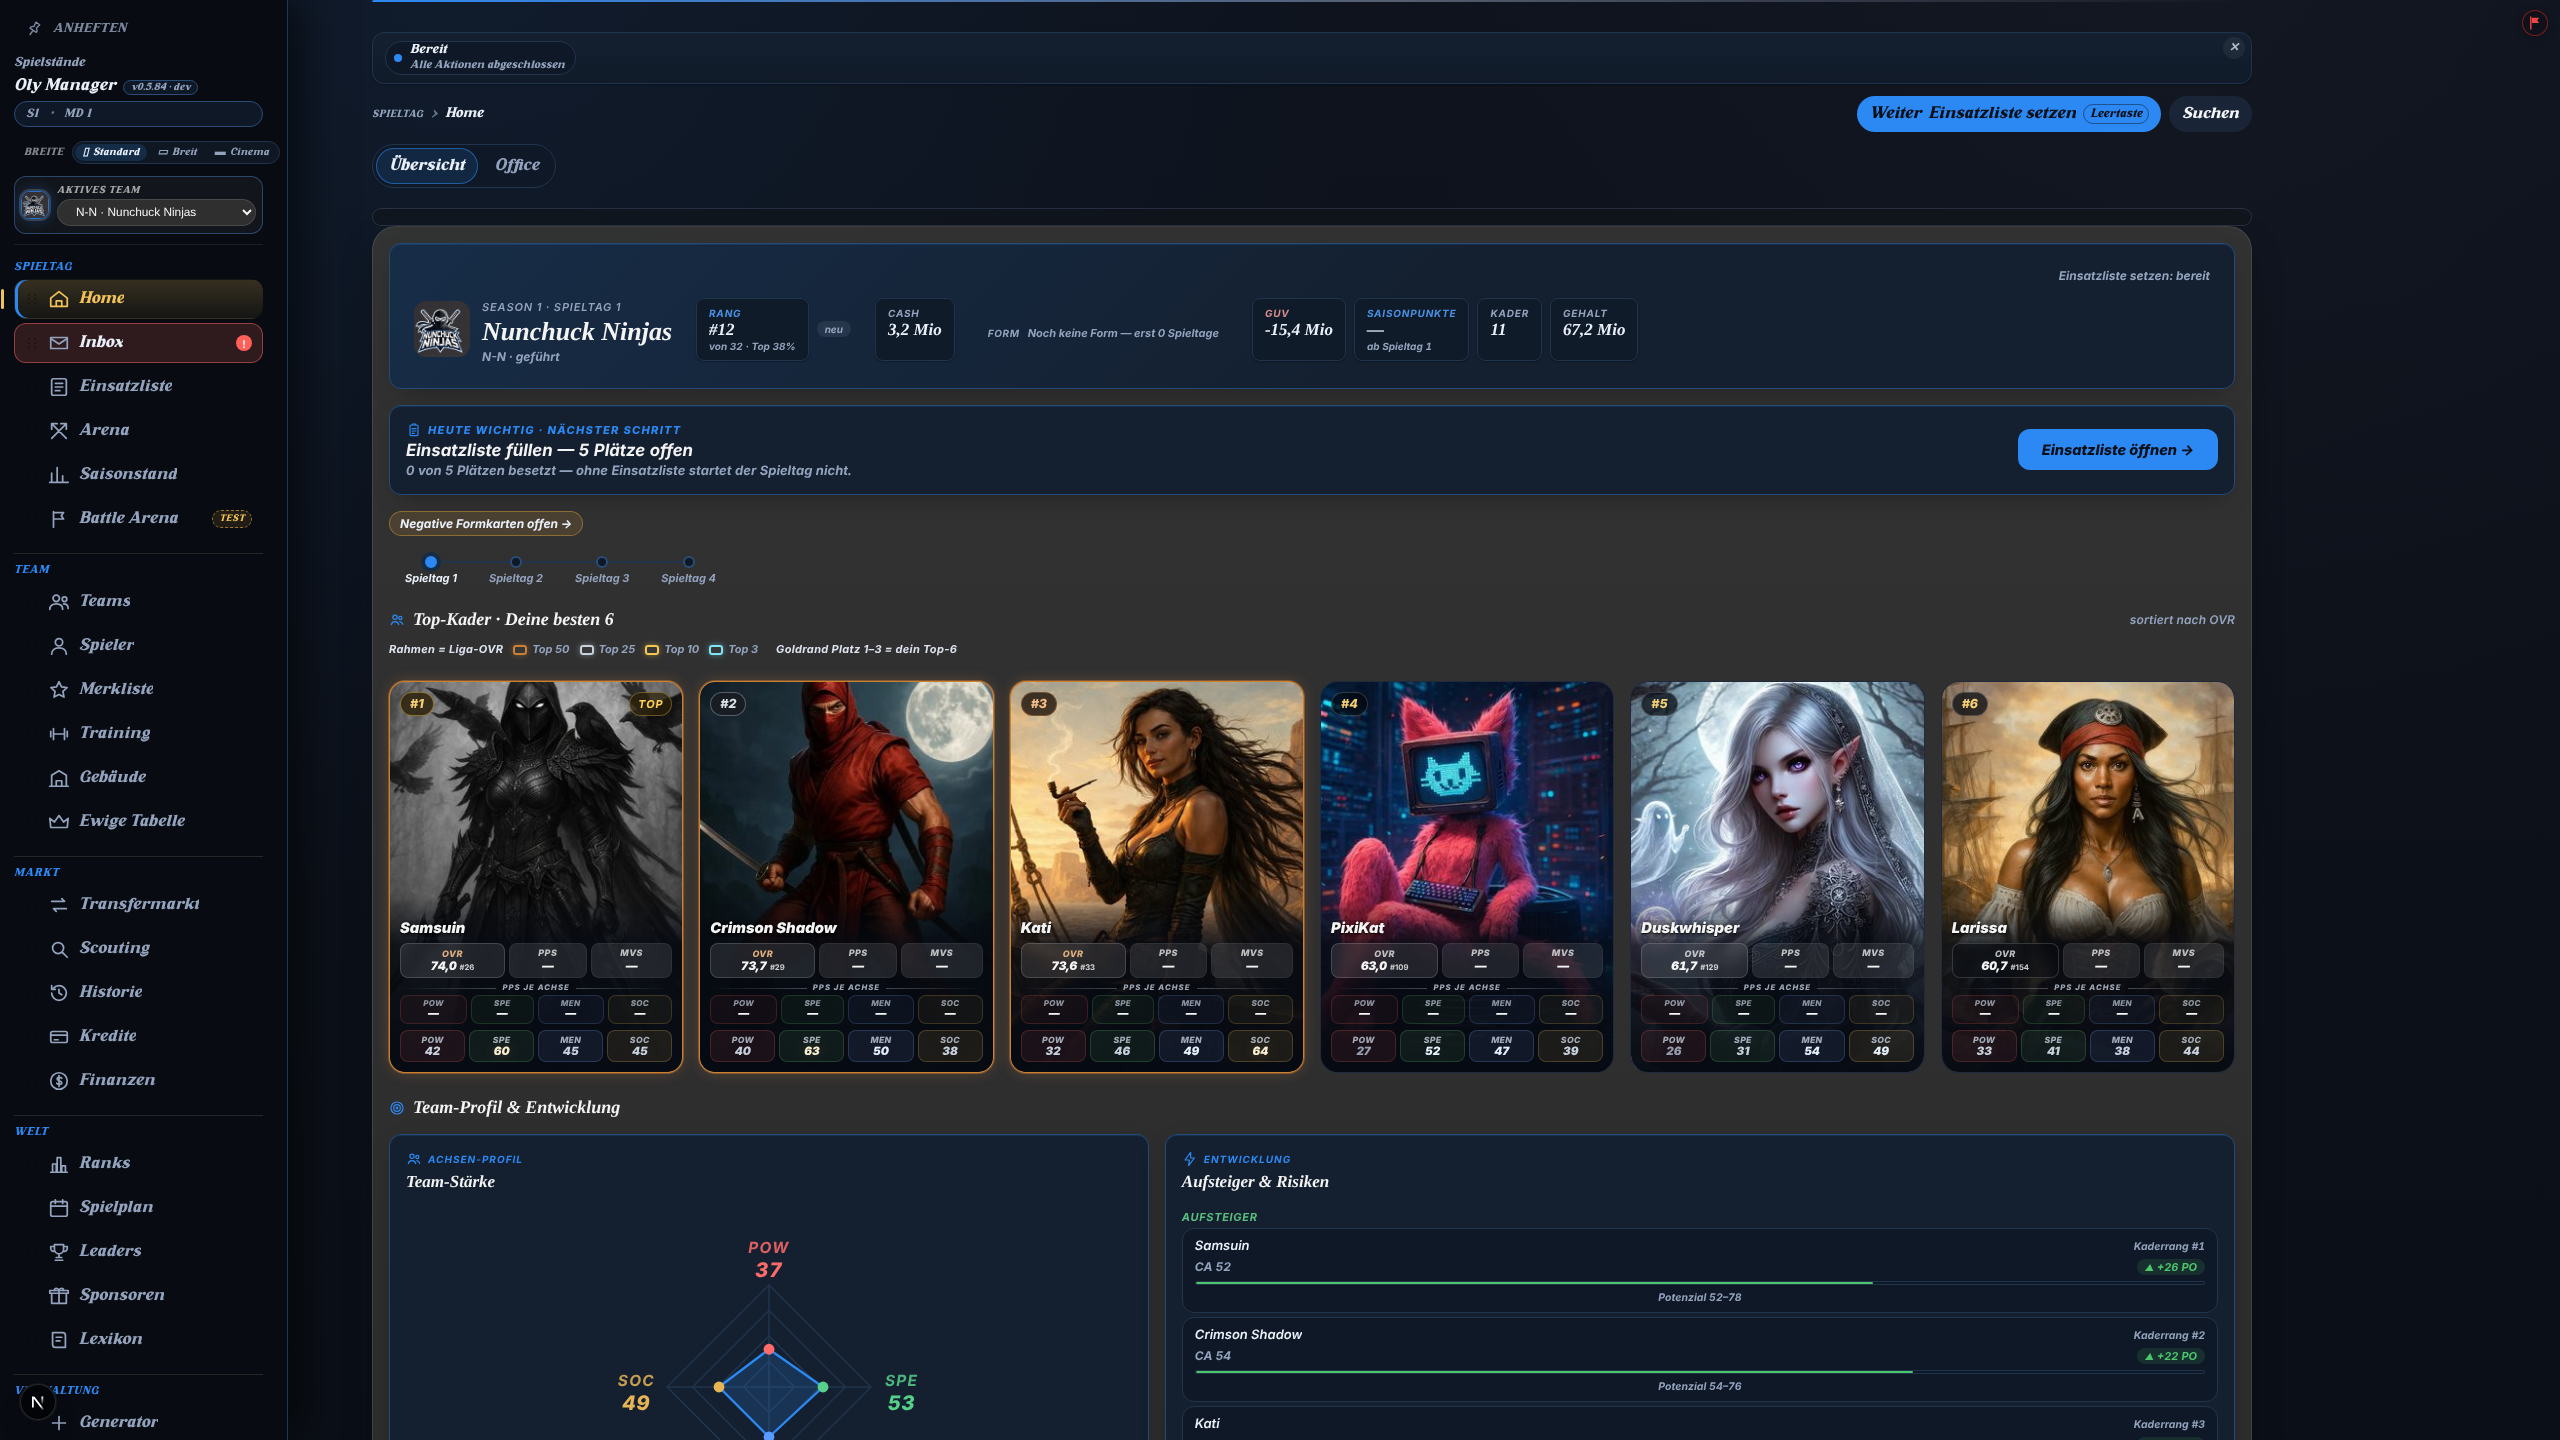 ANHEFTEN
Spielstände
Oly Manager v0.5.84 · dev
S1 · MD 1
BREITE Standard Breit Cinema
AKTIVES TEAM
N-N · Nunchuck Ninjas
SPIELTAG
Home
Inbox !
Einsatzliste
Arena
Saisonstand
Battle Arena TEST
TEAM
Teams
Spieler
Merkliste
Training
Gebäude
Ewige Tabelle
MARKT
Transfermarkt
Scouting
Historie
Kredite
Finanzen
WELT
Ranks
Spielplan
Leaders
Sponsoren
Lexikon
N
Generator
Bereit
Alle Aktionen abgeschlossen
SPIELTAG > Home
Weiter Einsatzliste setzen Leertaste
Suchen
Übersicht Office
Einsatzliste setzen: bereit
NUNCHUCK NINJAS
SEASON 1 · SPIELTAG 1
Nunchuck Ninjas
N-N · geführt
RANG
#12
von 32 · Top 38%
neu
CASH
3,2 Mio
FORM Noch keine Form — erst 0 Spieltage
GUV
-15,4 Mio
SAISONPUNKTE
—
ab Spieltag 1
KADER
11
GEHALT
67,2 Mio
HEUTE WICHTIG · NÄCHSTER SCHRITT
Einsatzliste füllen — 5 Plätze offen
0 von 5 Plätzen besetzt — ohne Einsatzliste startet der Spieltag nicht.
Einsatzliste öffnen →
Negative Formkarten offen →
Spieltag 1 Spieltag 2 Spieltag 3 Spieltag 4
Top-Kader · Deine besten 6
sortiert nach OVR
Rahmen = Liga-OVR Top 50 Top 25 Top 10 Top 3 Goldrand Platz 1–3 = dein Top-6
#1 TOP
Samsuin
OVR PPS MVS
74,0 #26 — —
PPS JE ACHSE
POW SPE MEN SOC
— — — —
POW SPE MEN SOC
42 60 45 45
#2
Crimson Shadow
OVR PPS MVS
73,7 #29 — —
PPS JE ACHSE
POW SPE MEN SOC
— — — —
POW SPE MEN SOC
40 63 50 38
#3
Kati
OVR PPS MVS
73,6 #33 — —
PPS JE ACHSE
POW SPE MEN SOC
— — — —
POW SPE MEN SOC
32 46 49 64
#4
PixiKat
OVR PPS MVS
63,0 #109 — —
PPS JE ACHSE
POW SPE MEN SOC
— — — —
POW SPE MEN SOC
27 52 47 39
#5
Duskwhisper
OVR PPS MVS
61,7 #129 — —
PPS JE ACHSE
POW SPE MEN SOC
— — — —
POW SPE MEN SOC
26 31 54 49
#6
Larissa
OVR PPS MVS
60,7 #154 — —
PPS JE ACHSE
POW SPE MEN SOC
— — — —
POW SPE MEN SOC
33 41 38 44
Team-Profil & Entwicklung
ACHSEN-PROFIL
Team-Stärke
POW
37
SOC
49
SPE
53
ENTWICKLUNG
Aufsteiger & Risiken
AUFSTEIGER
Samsuin Kaderrang #1
CA 52 ▲ +26 PO
Potenzial 52–78
Crimson Shadow Kaderrang #2
CA 54 ▲ +22 PO
Potenzial 54–76
Kati Kaderrang #3